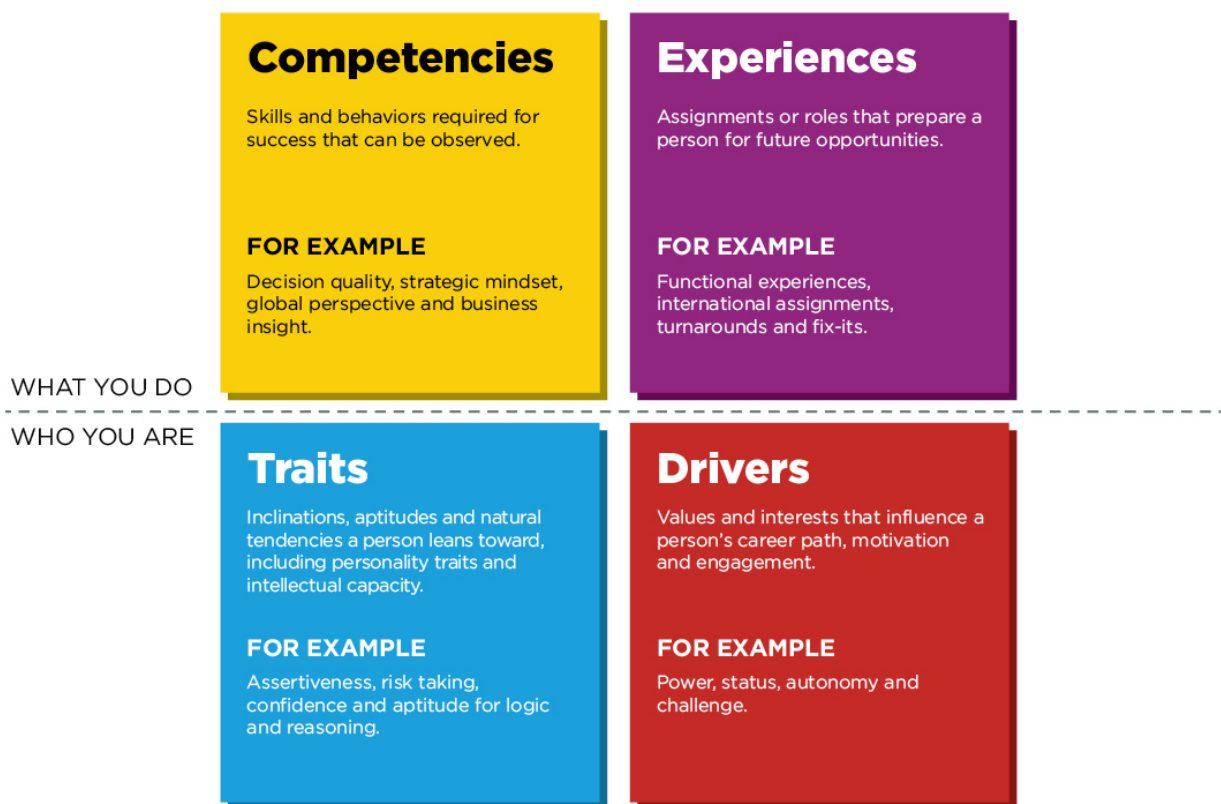 Competencies
Skills and behaviors required for
success that can be observed.
FOR EXAMPLE
Decision quality, strategic mindset,
global perspective and business
insight.
Experiences
Assignments or roles that prepare a
person for future opportunities.
FOR EXAMPLE
Functional experiences,
international assignments,
turnarounds and fix-its.
WHAT YOU DO
WHO YOU ARE
Traits
Inclinations, aptitudes and natural
tendencies a person leans toward,
including personality traits and
intellectual capacity.
FOR EXAMPLE
Assertiveness, risk taking,
confidence and aptitude for logic
and reasoning.
Drivers
Values and interests that influence a
person’s career path, motivation
and engagement.
FOR EXAMPLE
Power, status, autonomy and
challenge.